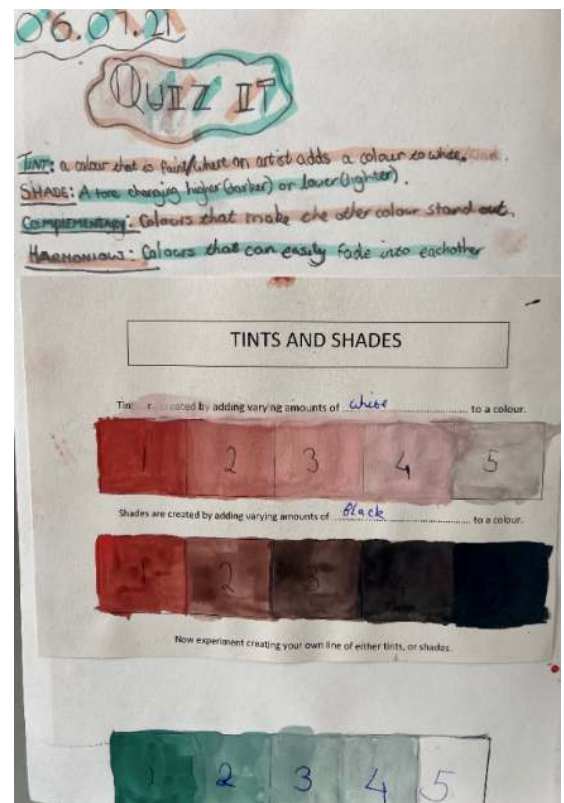 06.07.21
QUIZ IT
TINT: a colour that is faint/where an artist adds a colour to white.
SHADE: A tone changing higher (darker) or lower (lighter).
COMPLEMENTARY: Colours that make the other colour stand out.
HARMONIOUS: Colours that can easily fade into eachother
TINTS AND SHADES
created by adding varying amounts of white to a colour.
1 2 3 4 5
Shades are created by adding varying amounts of Black to a colour.
1 2 3
Now experiment creating your own line of either tints, or shades.
1 2 3 4 5